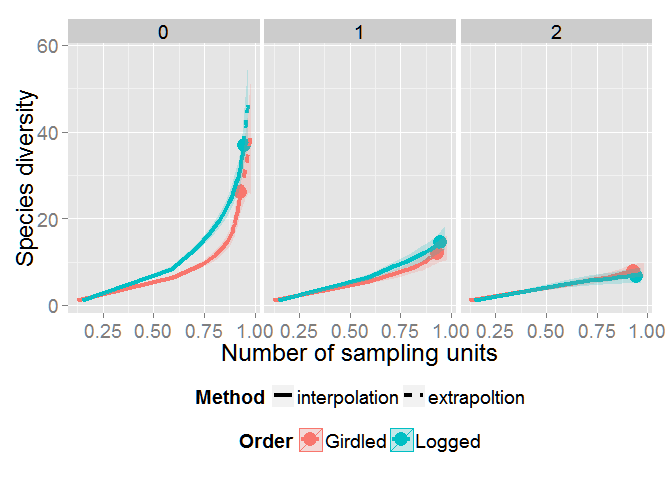 0 1 2
60
40
20
0
Species diversity
0.25 0.50 0.75 1.00 0.25 0.50 0.75 1.00 0.25 0.50 0.75 1.00
Number of sampling units
Method interpolation extrapoltion
Order Girdled Logged